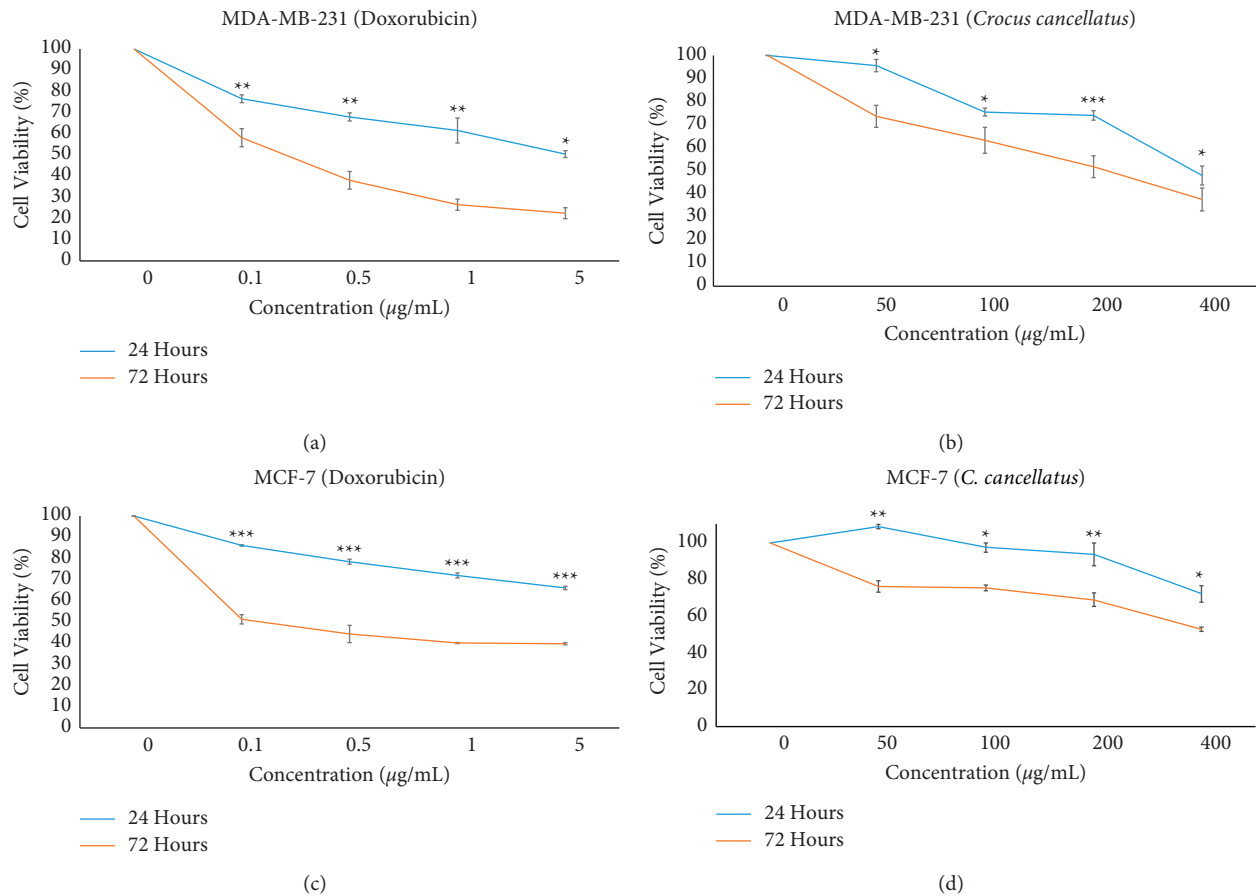 MDA-MB-231 (Doxorubicin)
100
90
80
70
60
50
40
30
20
10
0
Cell Viability (%)
**
**
**
*
0 0.1 0.5 1 5
Concentration (µg/mL)
24 Hours
72 Hours
(a)
MDA-MB-231 (Crocus cancellatus)
100
90
80
70
60
50
40
30
20
10
0
Cell Viability (%)
*
*
***
*
0 50 100 200 400
Concentration (µg/mL)
24 Hours
72 Hours
(b)
MCF-7 (Doxorubicin)
100
90
80
70
60
50
40
30
20
10
0
Cell Viability (%)
***
***
***
***
0 0.1 0.5 1 5
Concentration (µg/mL)
24 Hours
72 Hours
(c)
MCF-7 (C. cancellatus)
100
80
60
40
20
0
Cell Viability (%)
**
*
**
*
0 50 100 200 400
Concentration (µg/mL)
24 Hours
72 Hours
(d)